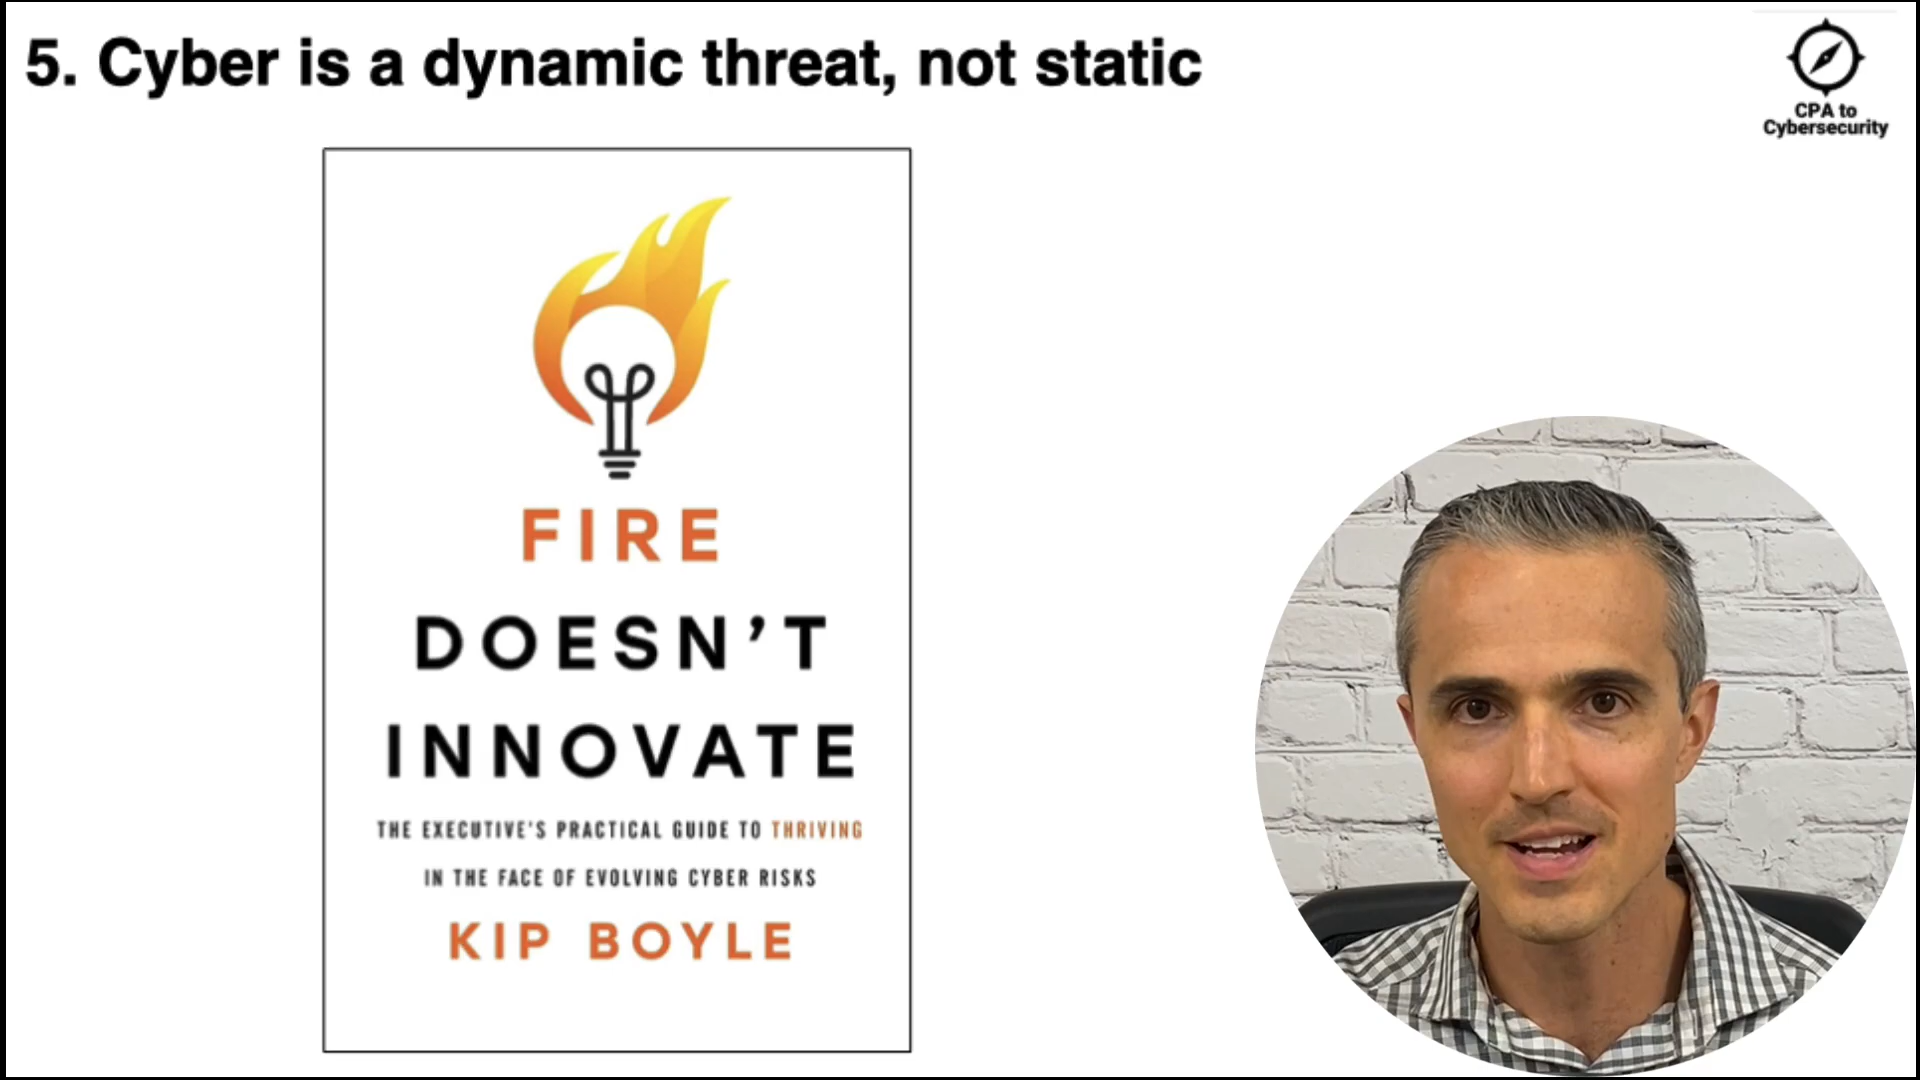 5. Cyber is a dynamic threat, not static
CPA to
Cybersecurity
FIRE
DOESN'T
INNOVATE
THE EXECUTIVE'S PRACTICAL GUIDE TO THRIVING
IN THE FACE OF EVOLVING CYBER RISKS
KIP BOYLE